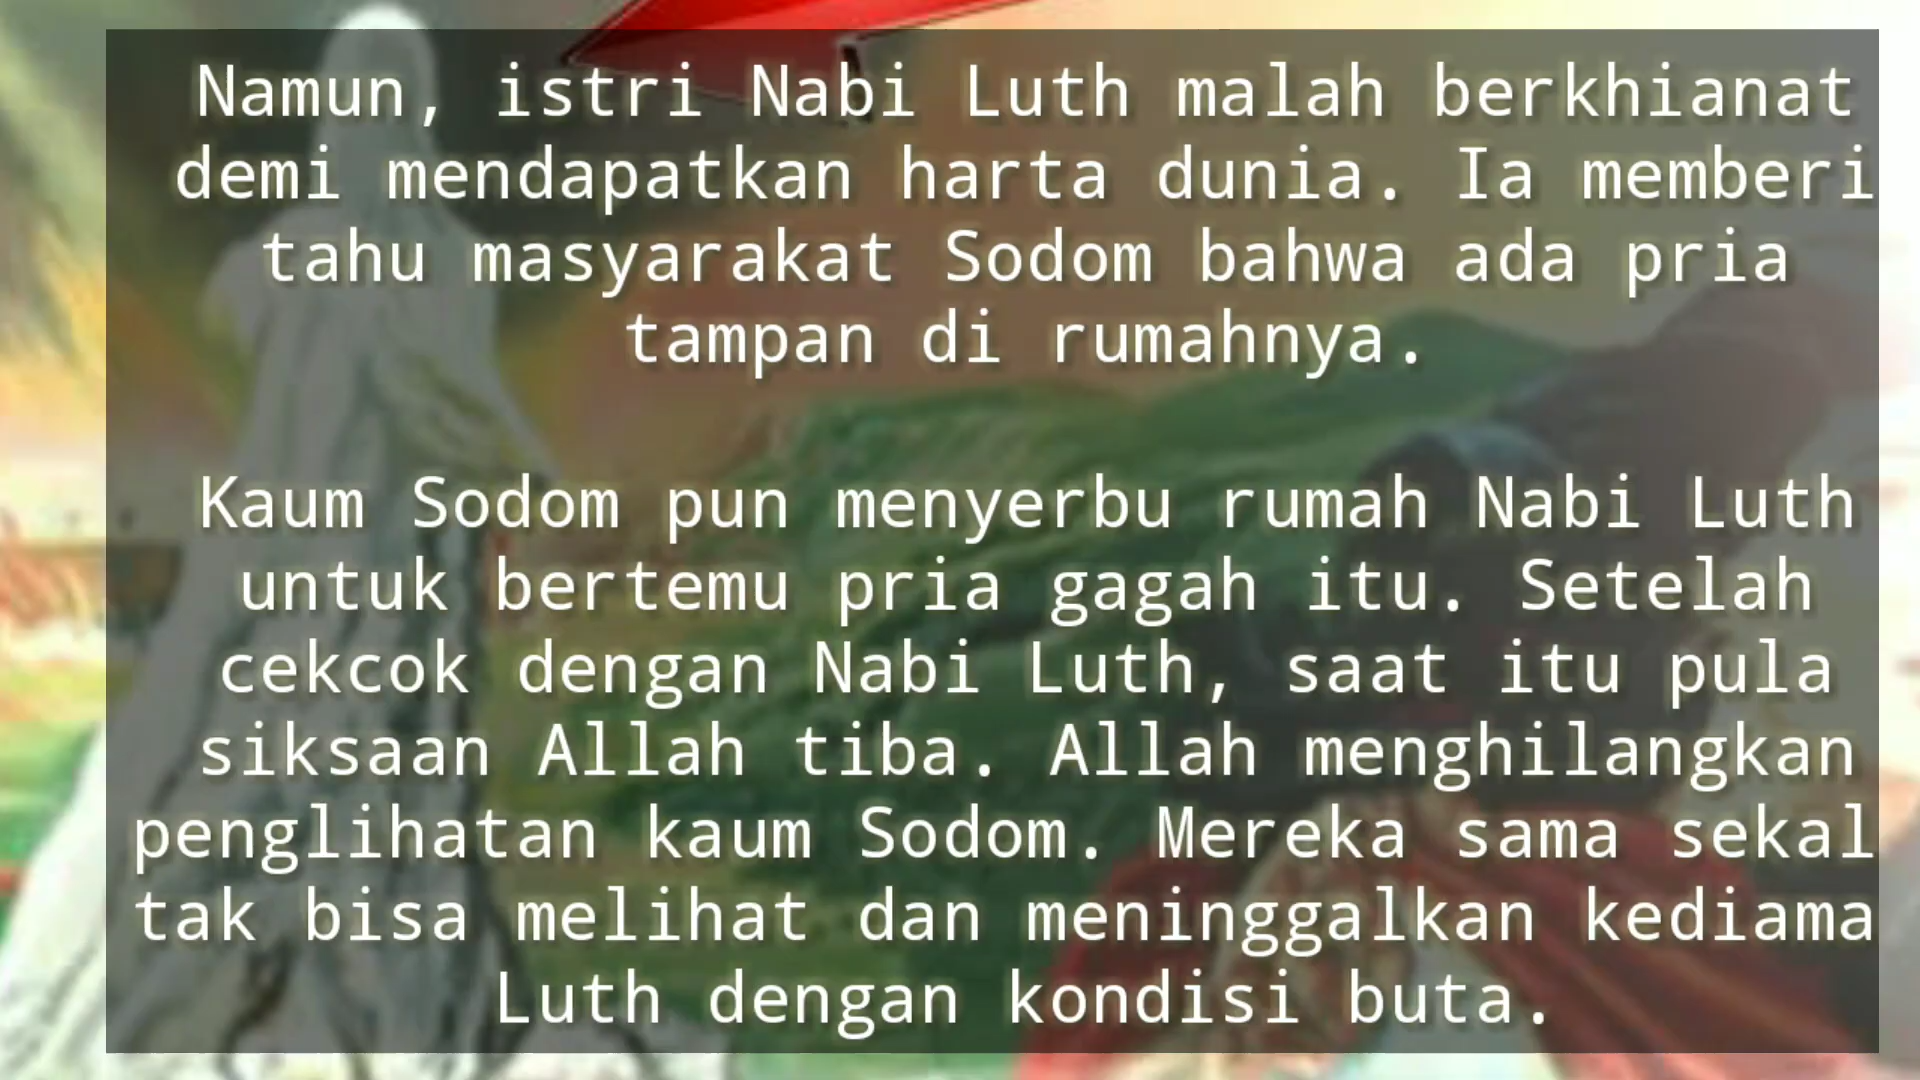 Namun, istri Nabi Luth malah berkhianat
demi mendapatkan harta dunia. Ia memberi
tahu masyarakat Sodom bahwa ada pria
tampan di rumahnya.
Kaum Sodom pun menyerbu rumah Nabi Luth
untuk bertemu pria gagah itu. Setelah
cekcok dengan Nabi Luth, saat itu pula
siksaan Allah tiba. Allah menghilangkan
penglihatan kaum Sodom. Mereka sama sekal
tak bisa melihat dan meninggalkan kediama
Luth dengan kondisi buta.